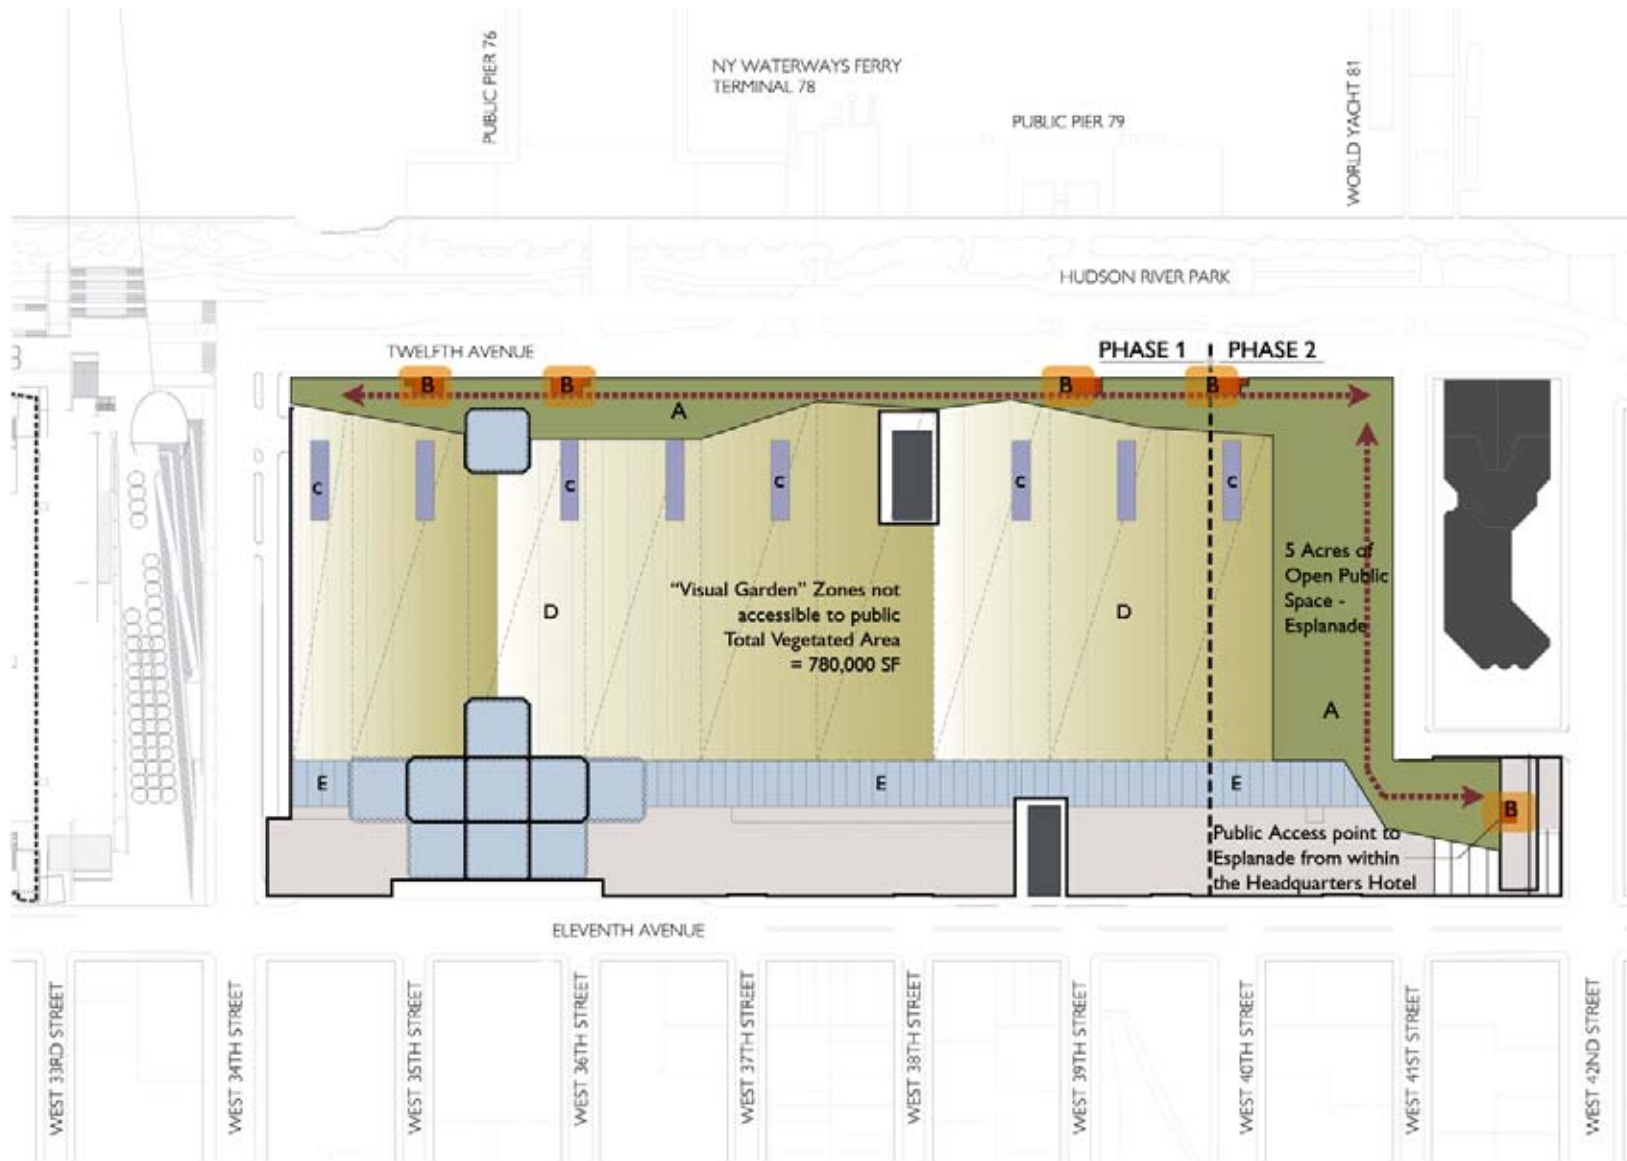 PUBLIC PIER 76
NY WATERWAYS FERRY
TERMINAL 78
PUBLIC PIER 79
WORLD YACHT 81
HUDSON RIVER PARK
TWELFTH AVENUE
PHASE 1
PHASE 2
B
B
B
B
A
C
C
C
C
C
5 Acres of
Open Public
Space -
Esplanade
"Visual Garden" Zones not
accessible to public
Total Vegetated Area
= 780,000 SF
D
D
A
E
E
E
B
Public Access point to
Esplanade from within
the Headquarters Hotel
ELEVENTH AVENUE
WEST 33RD STREET
WEST 34TH STREET
WEST 35TH STREET
WEST 36TH STREET
WEST 37TH STREET
WEST 38TH STREET
WEST 39TH STREET
WEST 40TH STREET
WEST 41ST STREET
WEST 42ND STREET